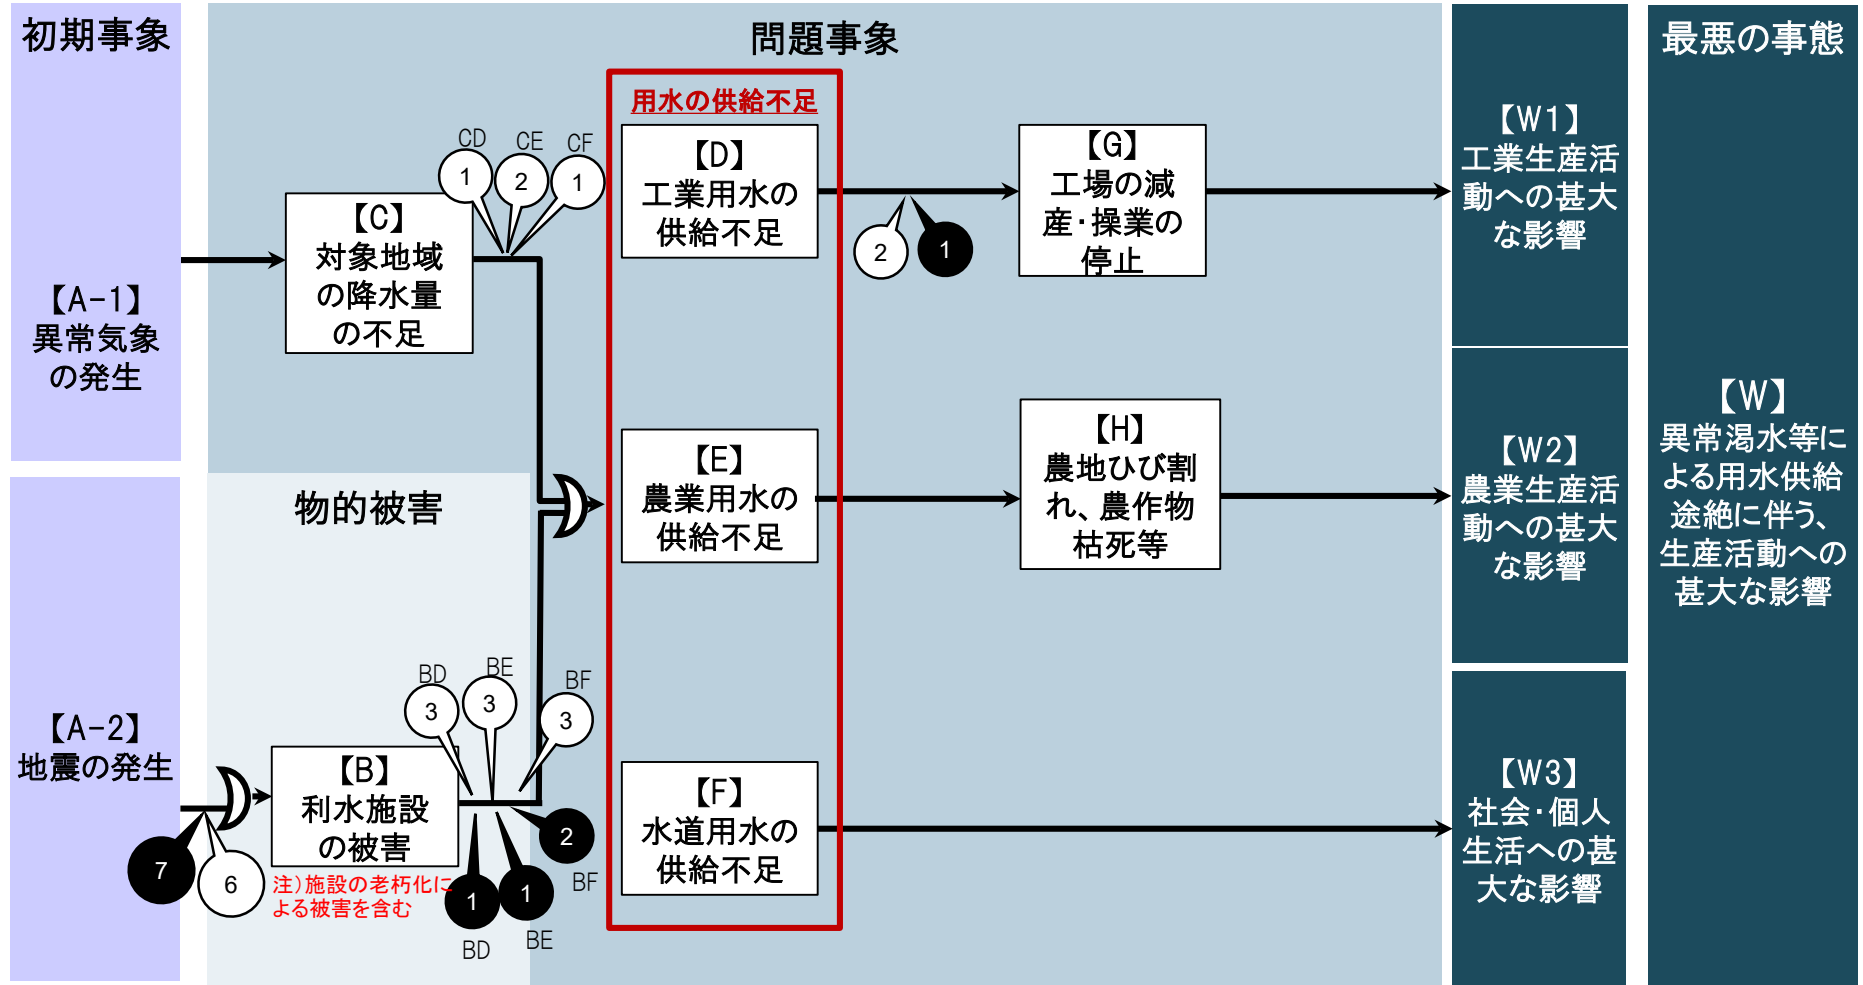 初期事象
問題事象
最悪の事態
【A-1】
異常気象
の発生
【A-2】
地震の発生
物的被害
【C】
対象地域
の降水量
の不足
CD
CE
CF
1
2
1
【B】
利水施設
の被害
注）施設の老朽化に
よる被害を含む
7
6
BD
BE
BF
3
3
3
1
1
2
BD
BE
BF
用水の供給不足
【D】
工業用水の
供給不足
【E】
農業用水の
供給不足
【F】
水道用水の
供給不足
2
1
【G】
工場の減
産・操業の
停止
【H】
農地ひび割
れ、農作物
枯死等
【W1】
工業生産活
動への甚大
な影響
【W2】
農業生産活
動への甚大
な影響
【W3】
社会・個人
生活への甚
大な影響
【W】
異常渇水等に
よる用水供給
途絶に伴う、
生産活動への
甚大な影響